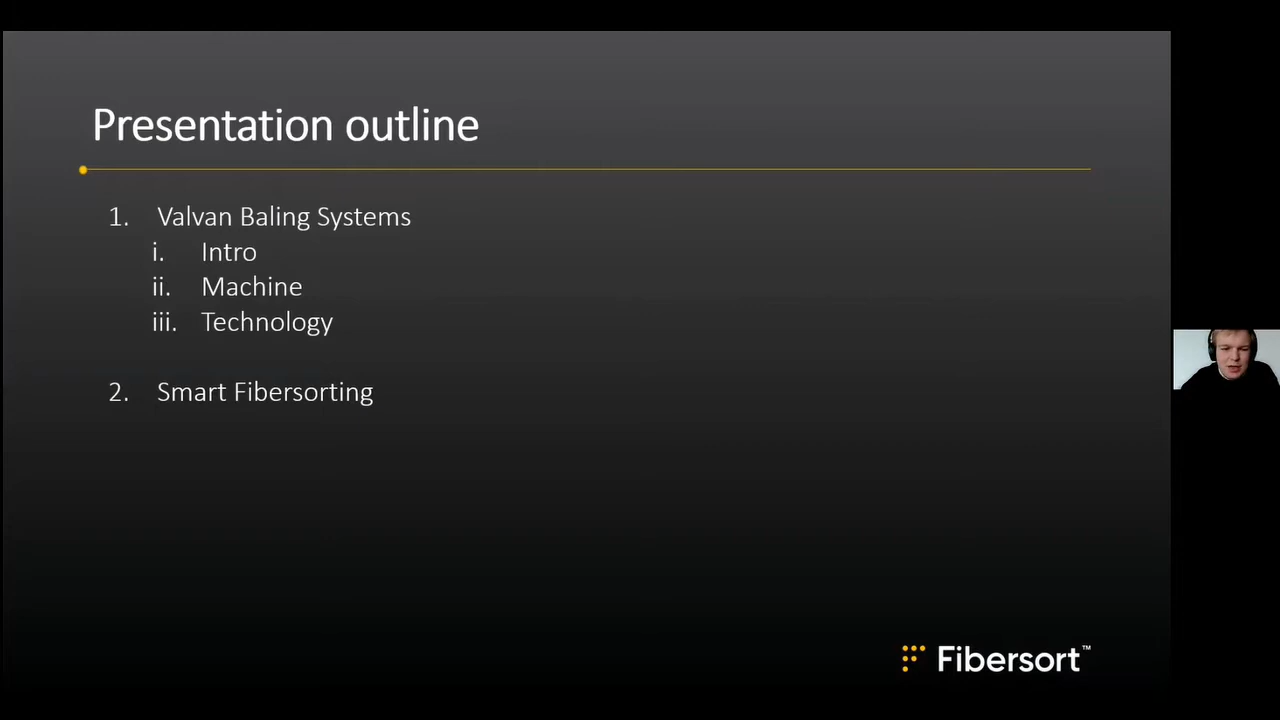 Presentation outline
1. Valvan Baling Systems
i. Intro
ii. Machine
iii. Technology
2. Smart Fibersorting
Fibersort™